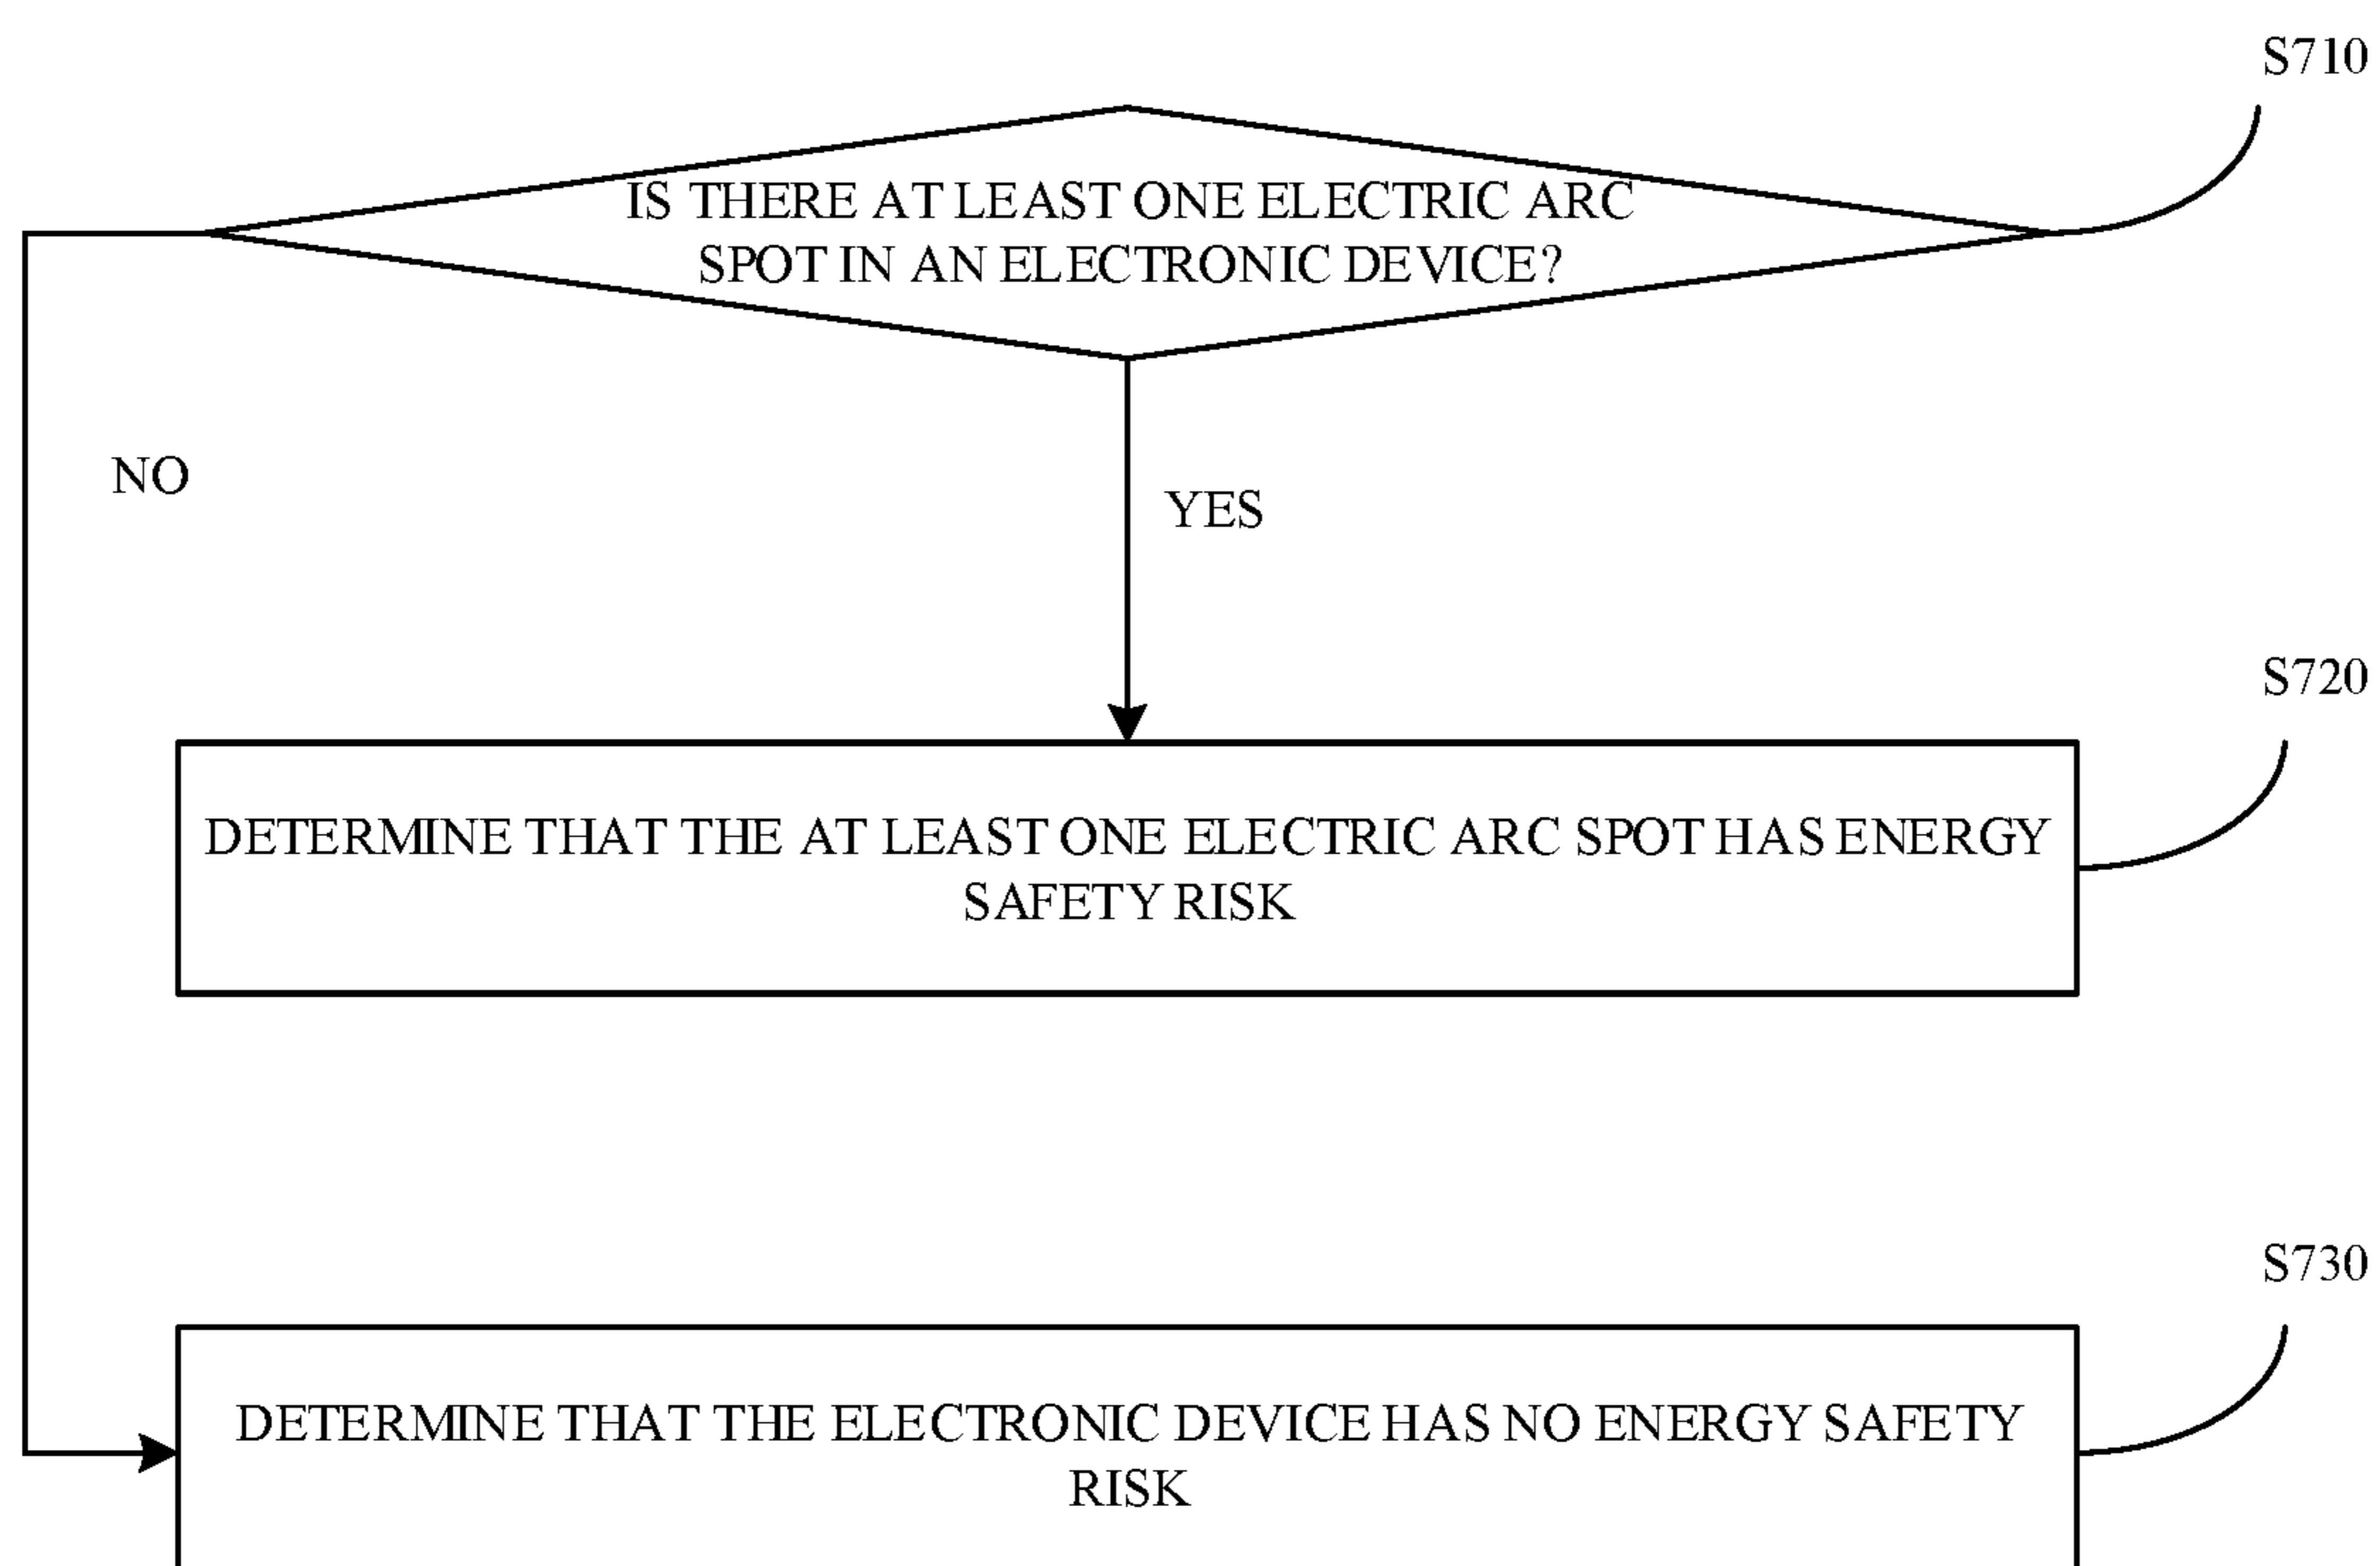 S710
IS THERE AT LEAST ONE ELECTRIC ARC
SPOT IN AN ELECTRONIC DEVICE?
NO
YES
S720
DETERMINE THAT THE AT LEAST ONE ELECTRIC ARC SPOT HAS ENERGY
SAFETY RISK
S730
DETERMINE THAT THE ELECTRONIC DEVICE HAS NO ENERGY SAFETY
RISK